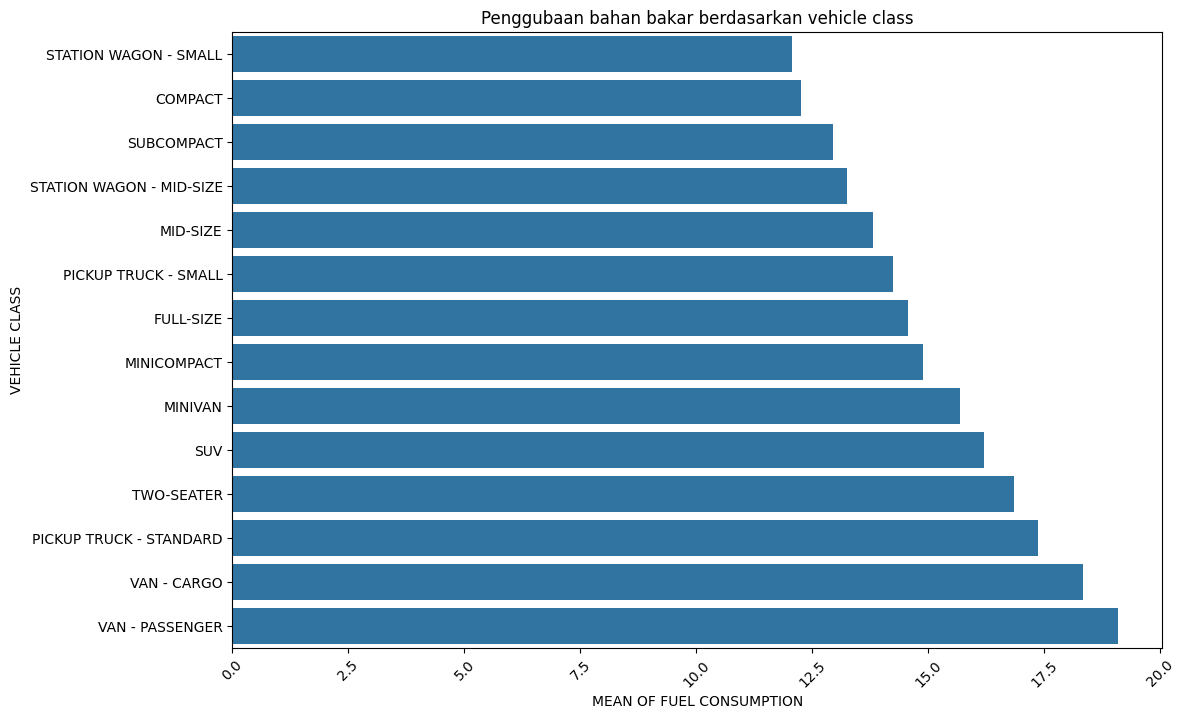 Penggubaan bahan bakar berdasarkan vehicle class
STATION WAGON - SMALL
COMPACT
SUBCOMPACT
STATION WAGON - MID-SIZE
MID-SIZE
PICKUP TRUCK - SMALL
FULL-SIZE
MINICOMPACT
MINIVAN
SUV
TWO-SEATER
PICKUP TRUCK - STANDARD
VAN - CARGO
VAN - PASSENGER
VEHICLE CLASS
0.0
2.5
5.0
7.5
10.0
12.5
15.0
17.5
20.0
MEAN OF FUEL CONSUMPTION